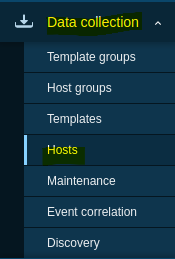 Data collection
Template groups
Host groups
Templates
Hosts
Maintenance
Event correlation
Discovery